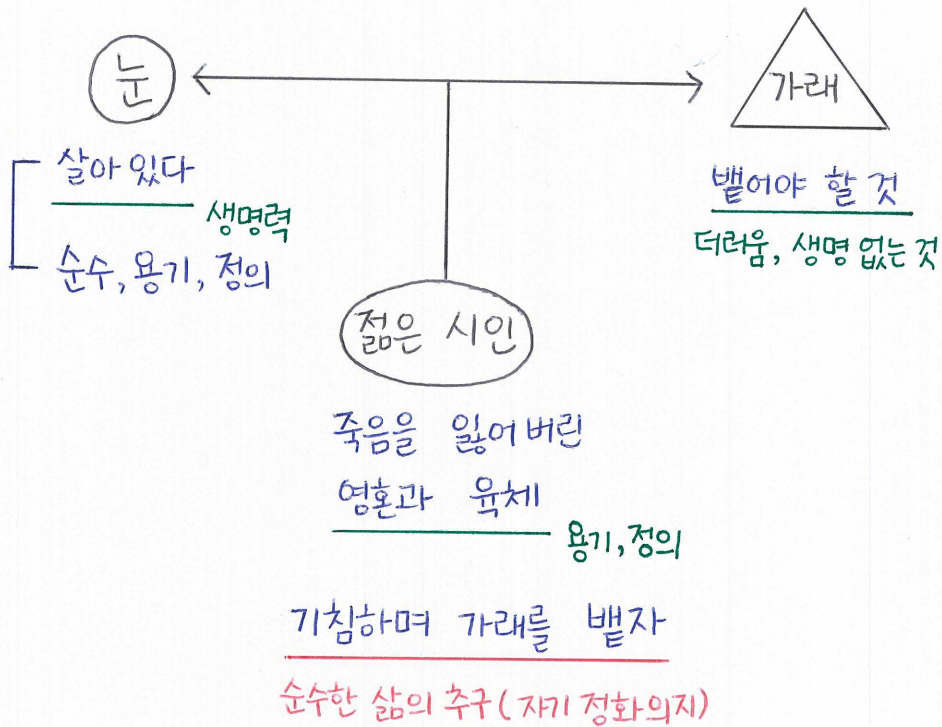 눈
가래
살아 있다
생명력
순수, 용기, 정의
뱉어야 할 것
더러움, 생명 없는 것
젊은 시인
죽음을 잃어버린
영혼과 육체
용기, 정의
기침하며 가래를 뱉자
순수한 삶의 추구 (자기 정화의지)